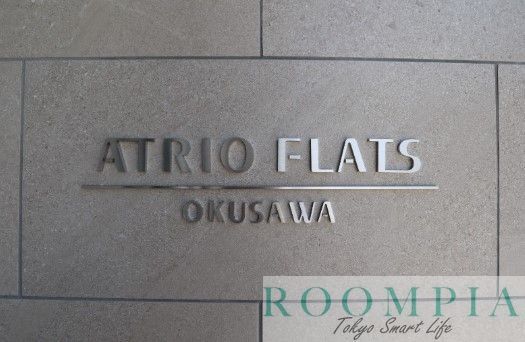 ATRIO FLATS
OKUSAWA
ROOMPIA
Tokyo Smart Life